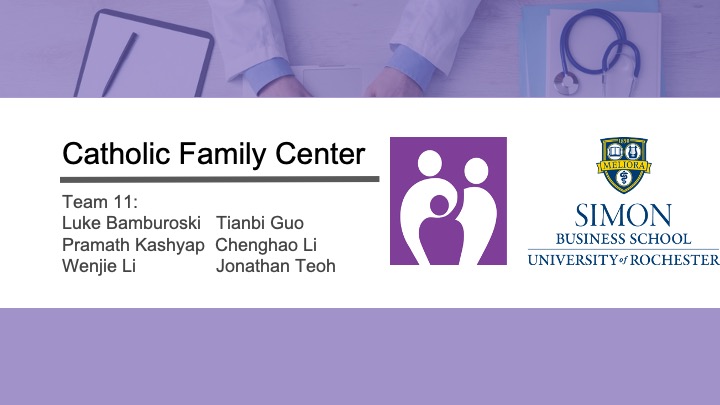 Catholic Family Center
Team 11:
Luke Bamburoski Tianbi Guo
Pramath Kashyap Chenghao Li
Wenjie Li Jonathan Teoh
1850
MELIORA
SIMON
BUSINESS SCHOOL
UNIVERSITY of ROCHESTER